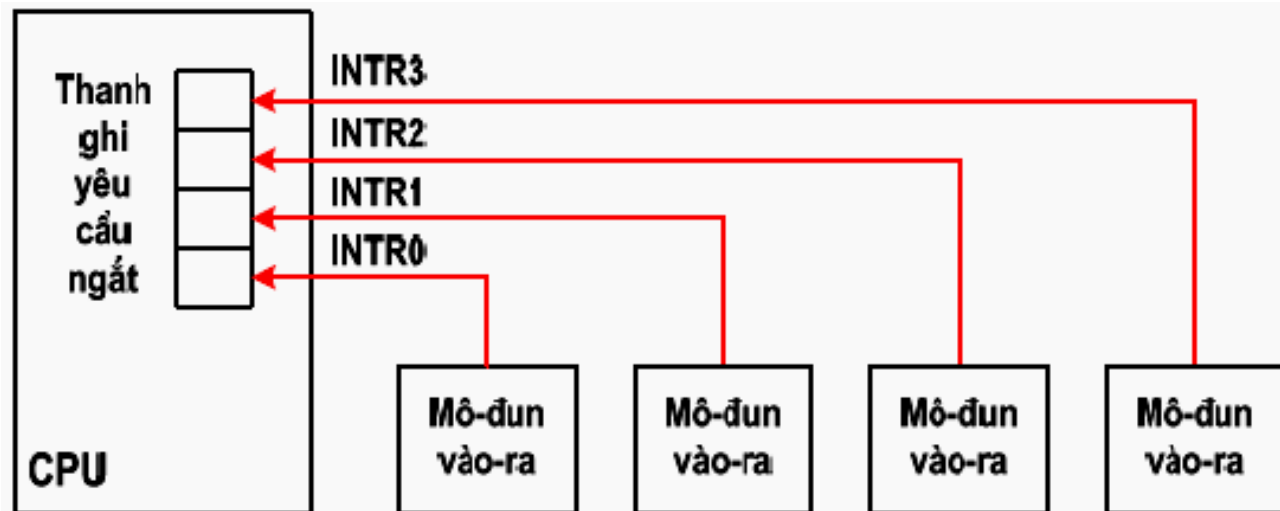 Thanh
ghi
yêu
cẩu
ngắt
INTR3
INTR2
INTR1
INTR0
CPU
Mô-đun
vào-ra
Mô-đun
vào-ra
Mô-đun
vào-ra
Mô-đun
vào-ra